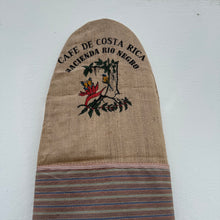 CAFE DE COSTA RICA
HACIENDA RIO NEGRO